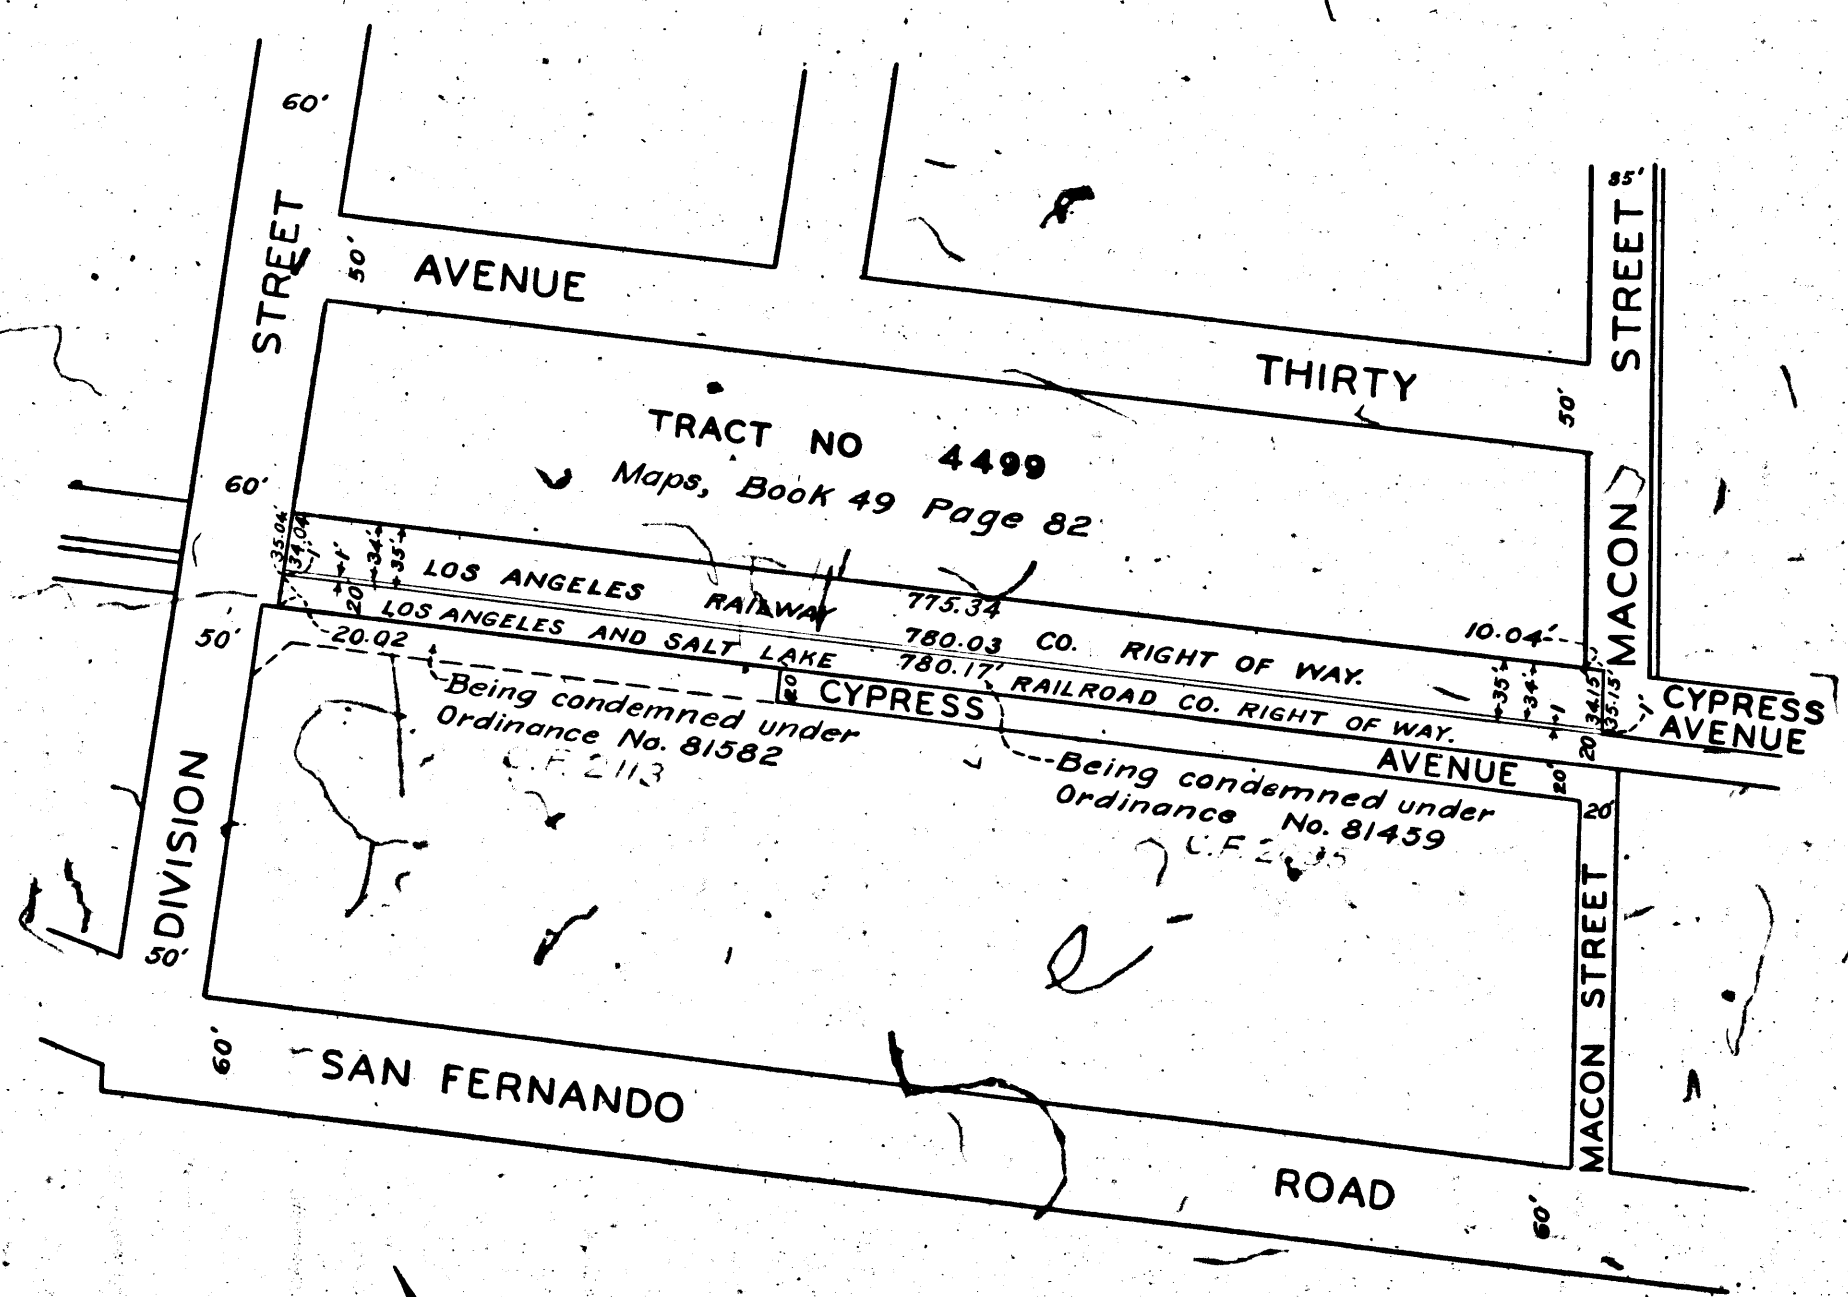 60'
85'
STREET
STREET
50'
AVENUE
THIRTY
50'
TRACT NO 4499
Maps, Book 49 Page 82
60'
MACON
35.04'
34.04
1'
1'
34'
35'
20'
LOS ANGELES RAILWAY CO. RIGHT OF WAY.
775.34
780.03
780.17'
10.04'
LOS ANGELES AND SALT LAKE RAILROAD CO. RIGHT OF WAY.
50'
20.02
35'
34'
1'
34.15'
35.15'
1'
20
CYPRESS
AVENUE
20'
CYPRESS
AVENUE
20'
20'
Being condemned under
Ordinance No. 81582
C.F. 2113
Being condemned under
Ordinance No. 81459
C.F.
DIVISION
50'
MACON STREET
60'
SAN FERNANDO
ROAD
60'